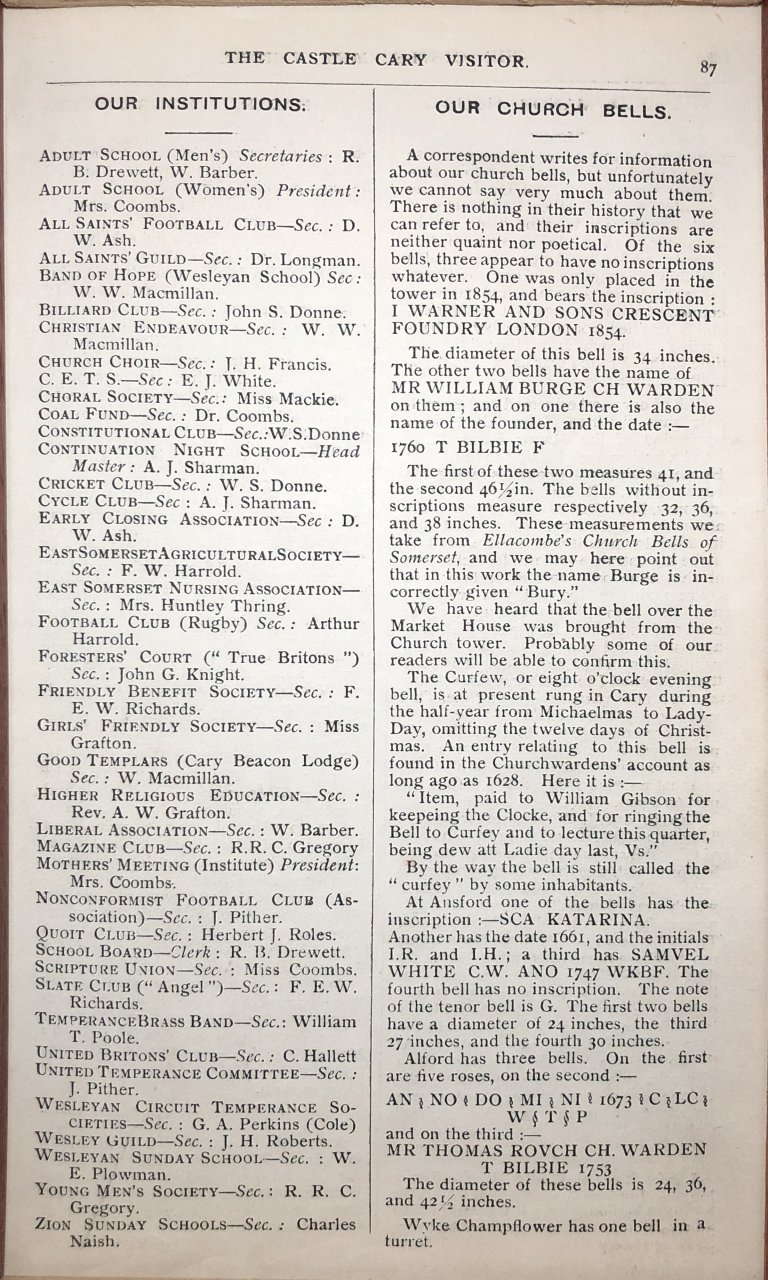 THE CASTLE CARY VISITOR.
87
OUR INSTITUTIONS.
ADULT SCHOOL (Men's) Secretaries : R.
B. Drewett, W. Barber.
ADULT SCHOOL (Women's) President :
Mrs. Coombs.
ALL SAINTS' FOOTBALL CLUB—Sec. : D.
W. Ash.
ALL SAINTS' GUILD—Sec. : Dr. Longman.
BAND OF HOPE (Wesleyan School) Sec :
W. W. Macmillan.
BILLIARD CLUB—Sec. : John S. Donne.
CHRISTIAN ENDEAVOUR—Sec. : W. W.
Macmillan.
CHURCH CHOIR—Sec. : J. H. Francis.
C. E. T. S.—Sec : E. J. White.
CHORAL SOCIETY—Sec.: Miss Mackie.
COAL FUND—Sec. : Dr. Coombs.
CONSTITUTIONAL CLUB—Sec.:W.S.Donne
CONTINUATION NIGHT SCHOOL—Head
Master : A. J. Sharman.
CRICKET CLUB—Sec. : W. S. Donne.
CYCLE CLUB—Sec : A. J. Sharman.
EARLY CLOSING ASSOCIATION—Sec : D.
W. Ash.
EASTSOMERSETAGRICULTURALSOCIETY—
Sec. : F. W. Harrold.
EAST SOMERSET NURSING ASSOCIATION—
Sec. : Mrs. Huntley Thring.
FOOTBALL CLUB (Rugby) Sec. : Arthur
Harrold.
FORESTERS' COURT (“ True Britons ”)
Sec. : John G. Knight.
FRIENDLY BENEFIT SOCIETY—Sec. : F.
E. W. Richards.
GIRLS' FRIENDLY SOCIETY—Sec. : Miss
Grafton.
GOOD TEMPLARS (Cary Beacon Lodge)
Sec. : W. Macmillan.
HIGHER RELIGIOUS EDUCATION—Sec. :
Rev. A. W. Grafton.
LIBERAL ASSOCIATION—Sec. : W. Barber.
MAGAZINE CLUB—Sec. : R.R. C. Gregory
MOTHERS' MEETING (Institute) President:
Mrs. Coombs.
NONCONFORMIST FOOTBALL CLUB (As-
sociation)—Sec. : J. Pither.
QUOIT CLUB—Sec. : Herbert J. Roles.
SCHOOL BOARD—Clerk : R. B. Drewett.
SCRIPTURE UNION—Sec. : Miss Coombs.
SLATE CLUB (“ Angel ”)—Sec. : F. E. W.
Richards.
TEMPERANCE BRASS BAND—Sec.: William
T. Poole.
UNITED BRITONS' CLUB—Sec. : C. Hallett
UNITED TEMPERANCE COMMITTEE—Sec. :
J. Pither.
WESLEYAN CIRCUIT TEMPERANCE SO-
CIETIES—Sec. : G. A. Perkins (Cole)
WESLEY GUILD—Sec. : J. H. Roberts.
WESLEYAN SUNDAY SCHOOL—Sec. : W.
E. Plowman.
YOUNG MEN'S SOCIETY—Sec. : R. R. C.
Gregory.
ZION SUNDAY SCHOOLS—Sec. : Charles
Naish.
OUR CHURCH BELLS.
A correspondent writes for information
about our church bells, but unfortunately
we cannot say very much about them.
There is nothing in their history that we
can refer to, and their inscriptions are
neither quaint nor poetical. Of the six
bells, three appear to have no inscriptions
whatever. One was only placed in the
tower in 1854, and bears the inscription :
I WARNER AND SONS CRESCENT
FOUNDRY LONDON 1854.
The diameter of this bell is 34 inches.
The other two bells have the name of
MR WILLIAM BURGE CH WARDEN
on them ; and on one there is also the
name of the founder, and the date :—
1760 T BILBIE F
The first of these two measures 41, and
the second 46½in. The bells without in-
scriptions measure respectively 32, 36,
and 38 inches. These measurements we
take from Ellacombe's Church Bells of
Somerset, and we may here point out
that in this work the name Burge is in-
correctly given “Bury.”
We have heard that the bell over the
Market House was brought from the
Church tower. Probably some of our
readers will be able to confirm this.
The Curfew, or eight o'clock evening
bell, is at present rung in Cary during
the half-year from Michaelmas to Lady-
Day, omitting the twelve days of Christ-
mas. An entry relating to this bell is
found in the Churchwardens' account as
long ago as 1628. Here it is :—
“Item, paid to William Gibson for
keepeing the Clocke, and for ringing the
Bell to Curfey and to lecture this quarter,
being dew att Ladie day last, Vs.”
By the way the bell is still called the
“ curfey ” by some inhabitants.
At Ansford one of the bells has the
inscription :—SCA KATARINA.
Another has the date 1661, and the initials
I.R. and I.H. ; a third has SAMVEL
WHITE C.W. ANO 1747 WKBF. The
fourth bell has no inscription. The note
of the tenor bell is G. The first two bells
have a diameter of 24 inches, the third
27 inches, and the fourth 30 inches.
Alford has three bells. On the first
are five roses, on the second :—
AN ⸾ NO ⸾ DO ⸾ MI ⸾ NI ⸾ 1673 ⸾ C ⸾ LC ⸾
W § T § P
and on the third :—
MR THOMAS ROVCH CH. WARDEN
T BILBIE 1753
The diameter of these bells is 24, 36,
and 42½ inches.
Wyke Champflower has one bell in a
turret.